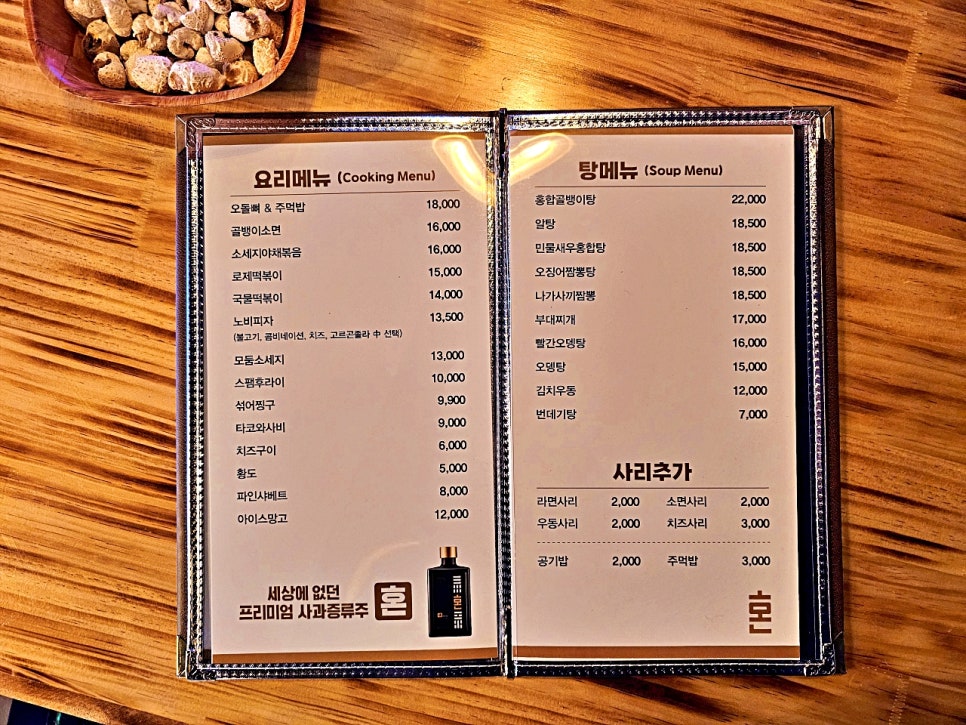 요리메뉴 (Cooking Menu)
오돌뼈 & 주먹밥 18,000
골뱅이소면 16,000
소세지야채볶음 16,000
로제떡볶이 15,000
국물떡볶이 14,000
노비피자 13,500
(불고기, 콤비네이션, 치즈, 고르곤졸라 中 선택)
모둠소세지 13,000
스팸후라이 10,000
섞어찡구 9,900
타코와사비 9,000
치즈구이 6,000
황도 5,000
파인샤베트 8,000
아이스망고 12,000
세상에 없던
프리미엄 사과증류주 혼
탕메뉴 (Soup Menu)
홍합골뱅이탕 22,000
알탕 18,500
민물새우홍합탕 18,500
오징어짬뽕탕 18,500
나가사끼짬뽕 18,500
부대찌개 17,000
빨간오뎅탕 16,000
오뎅탕 15,000
김치우동 12,000
번데기탕 7,000
사리추가
라면사리 2,000 소면사리 2,000
우동사리 2,000 치즈사리 3,000
공기밥 2,000 주먹밥 3,000
혼